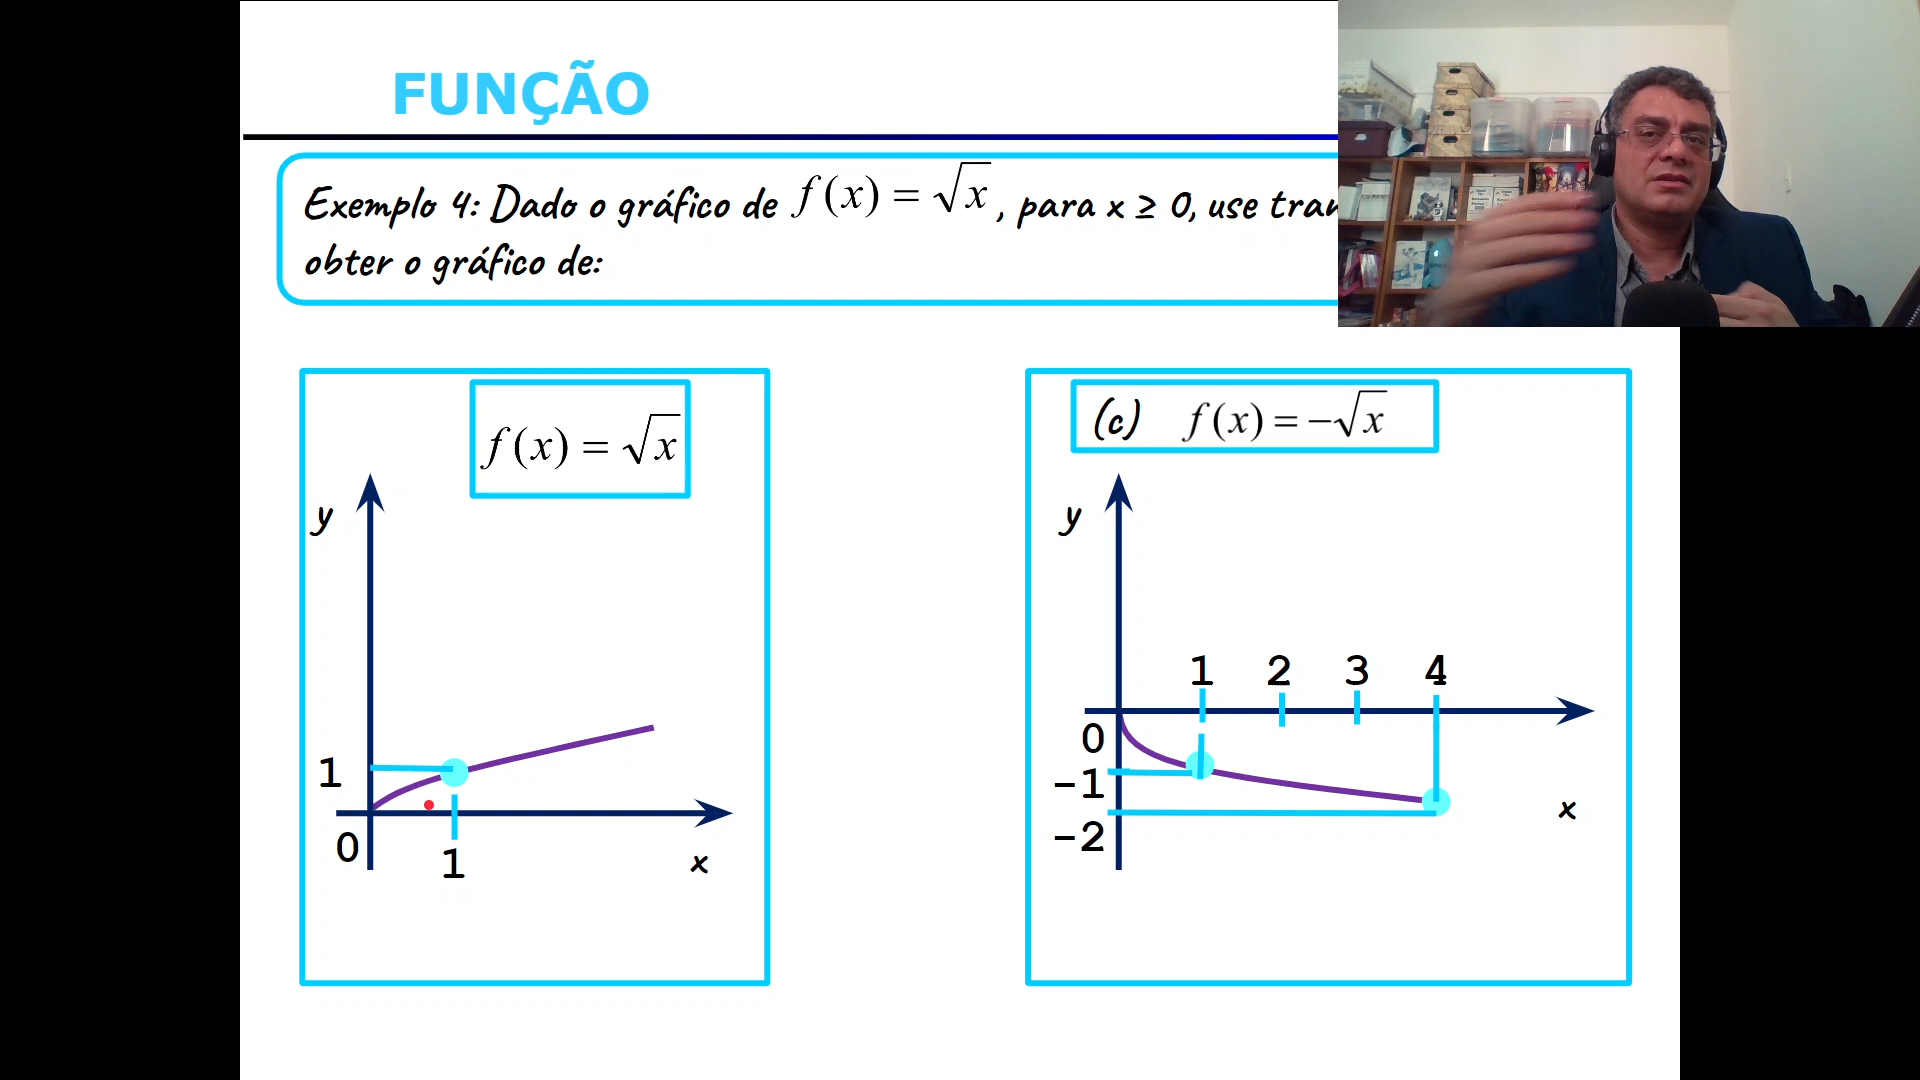 FUNÇÃO
Exemplo 4: Dado o gráfico de f(x) = √x, para x ≥ 0, use
obter o gráfico de:
f(x) = √x
y
1
0
1
x
(c) f(x) = −√x
y
1 2 3 4
0
-1
-2
x